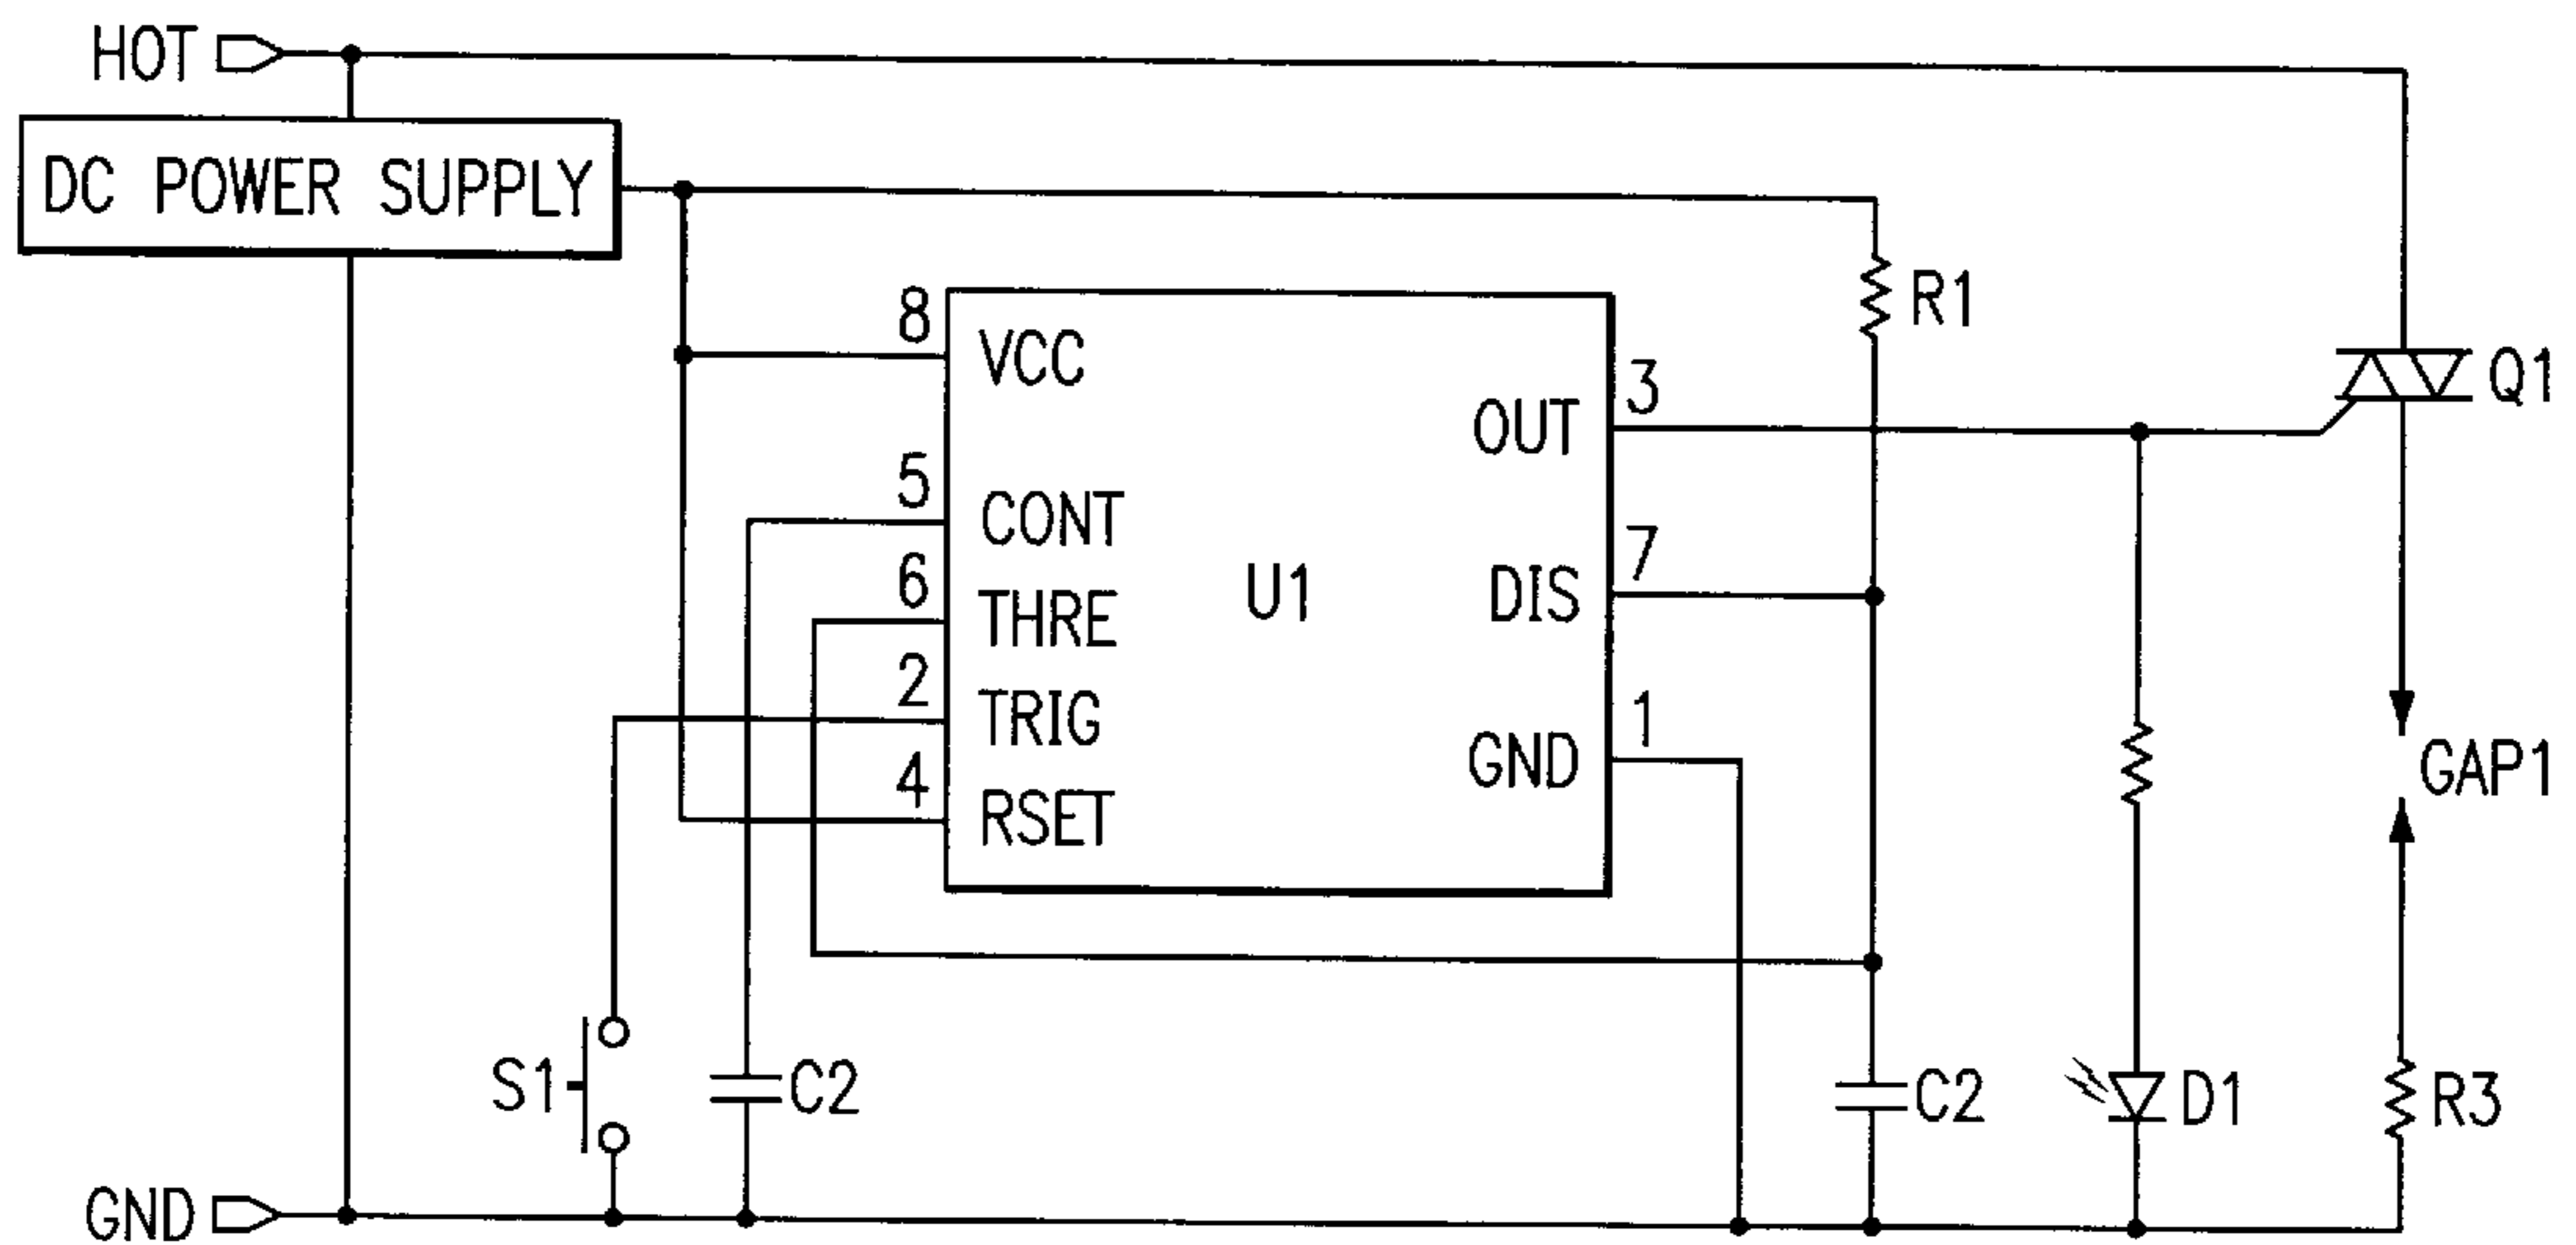 HOT
DC POWER SUPPLY
R1
8
VCC
3
OUT
Q1
5
CONT
7
DIS
6
THRE
U1
2
TRIG
1
GND
GAP1
4
RSET
S1
C2
C2
D1
R3
GND